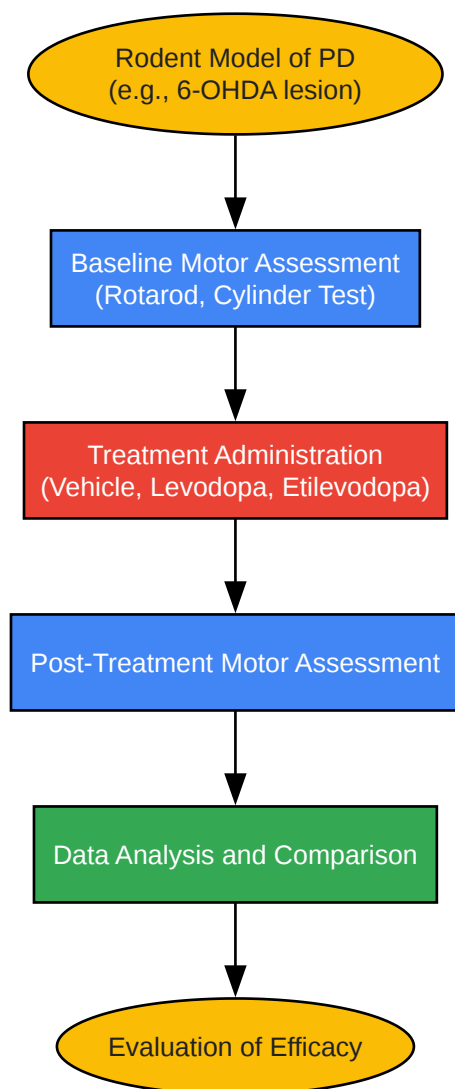 Rodent Model of PD
(e.g., 6-OHDA lesion)
Baseline Motor Assessment
(Rotarod, Cylinder Test)
Treatment Administration
(Vehicle, Levodopa, Etilevodopa)
Post-Treatment Motor Assessment
Data Analysis and Comparison
Evaluation of Efficacy